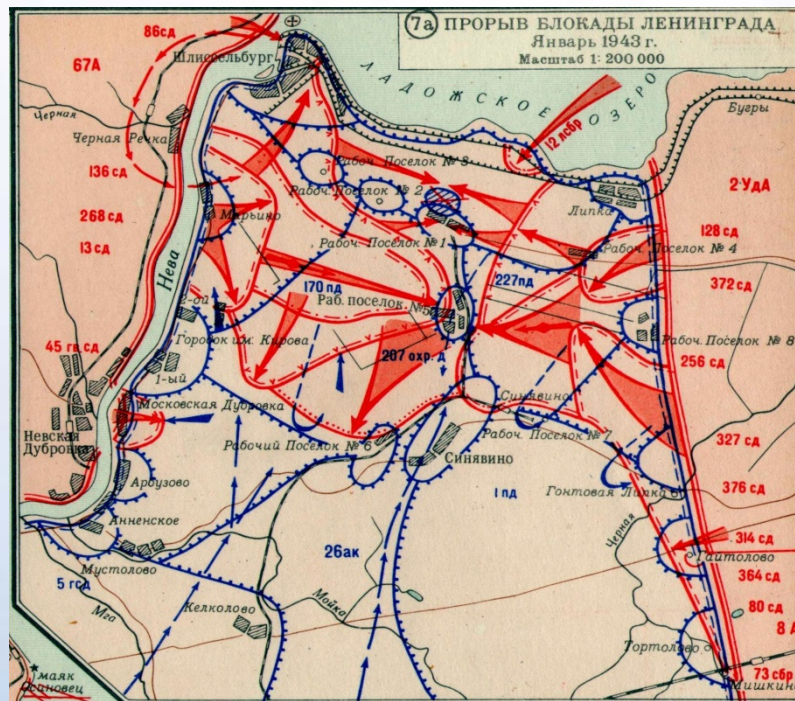 7а ПРОРЫВ БЛОКАДЫ ЛЕНИНГРАДА
Январь 1943 г.
Масштаб 1: 200 000
86 сд
67А
Шлиссельбург
ЛАДОЖСКОЕ ОЗЕРО
Бугры
Черная
Черная Речка
12 лсбр
Рабоч. Поселок № 3
136 сд
Рабоч. Поселок № 2
2 УдА
268 сд
Марьино
Липка
13 сд
128 сд
Рабоч. Поселок № 1
Рабоч. Поселок № 4
Нева
170 пд
227пд
372 сд
2-ой
Раб. поселок. №5
Городок им. Кирова
Рабоч. Поселок № 8
45 гв сд
207 охр. д
256 сд
1-ый
Московская Дубровка
Синявино
Невская
Дубровка
Рабочий Поселок № 6
Рабоч. Поселок № 7
327 сд
Синявино
Арбузово
1 пд
Гонтовая Липка
376 сд
Анненское
Черная
314 сд
26ак
Гайтолово
Мустолово
364 сд
5 гсд
Мга
Келколово
Мойка
80 сд
8 А
Тортолово
маяк
Осиновец
73 сбр
Мишкино